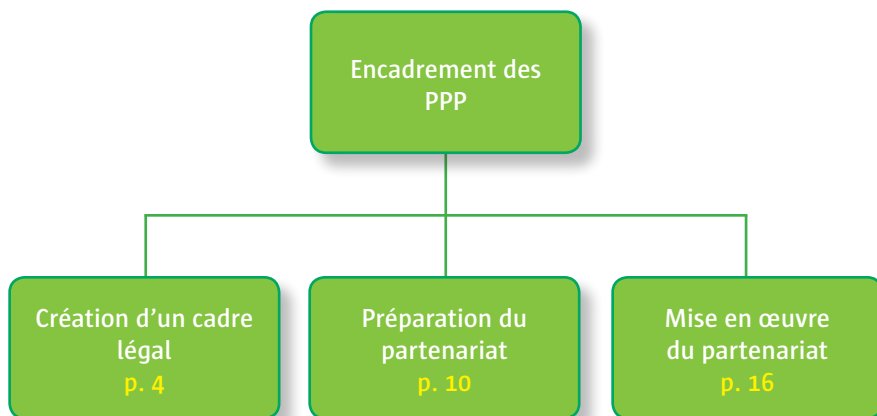 Encadrement des
PPP
Création d’un cadre
légal
p. 4
Préparation du
partenariat
p. 10
Mise en œuvre
du partenariat
p. 16